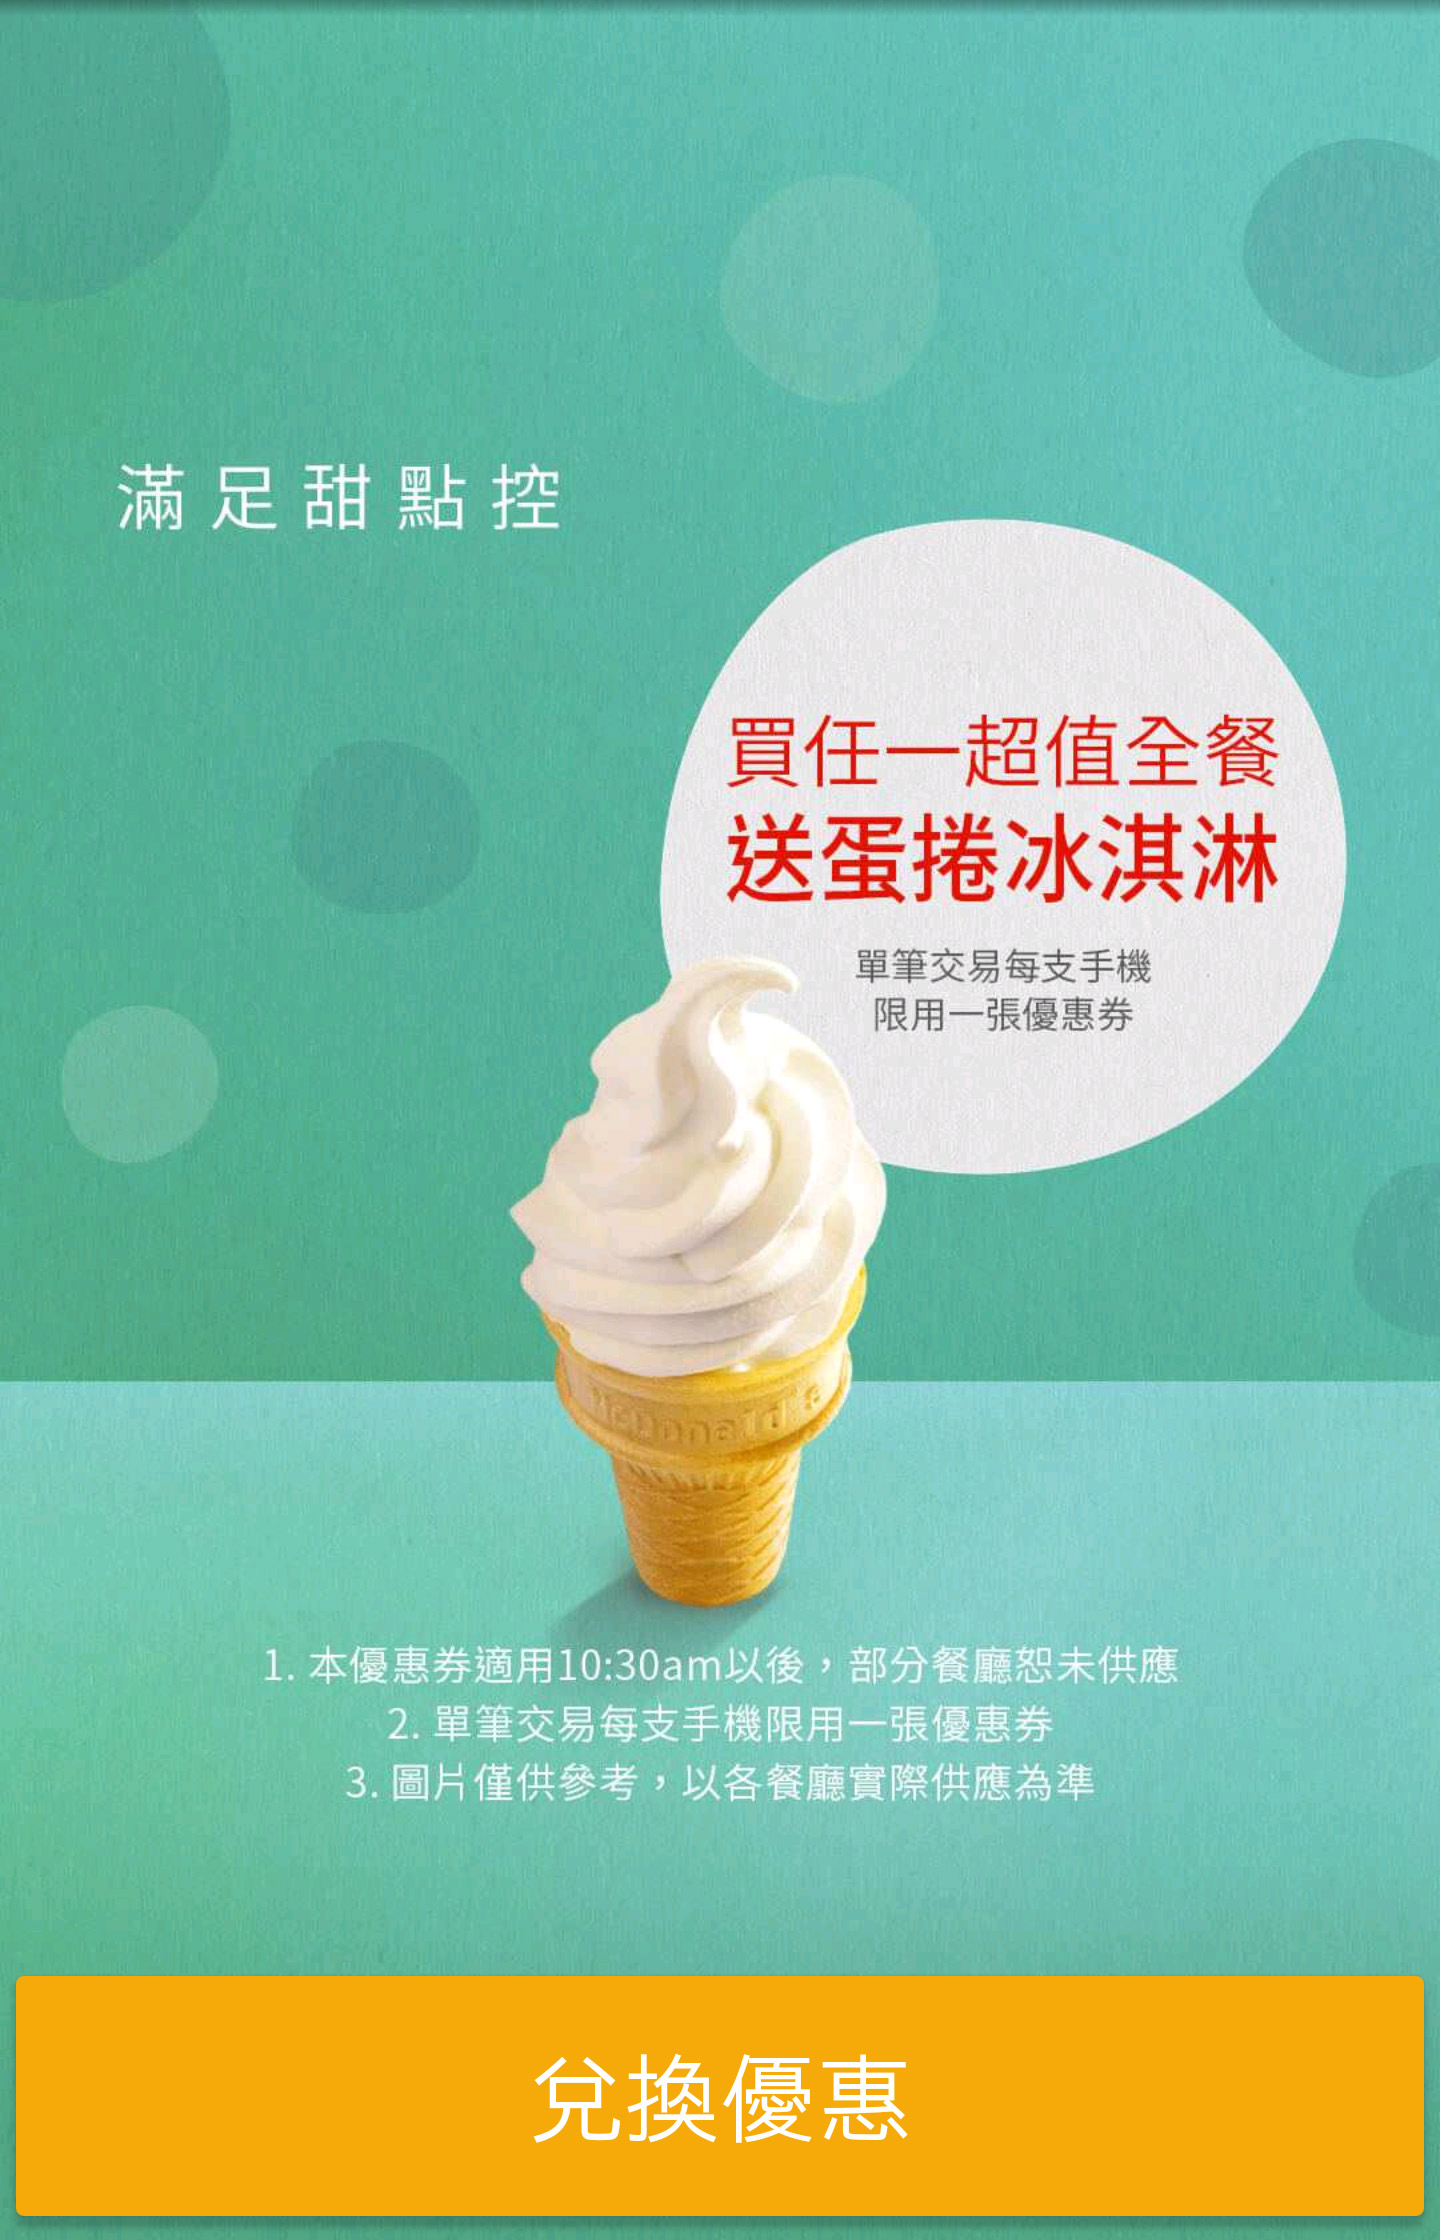 滿足甜點控
買任一超值全餐
送蛋捲冰淇淋
單筆交易每支手機
限用一張優惠券
McDonald's
1. 本優惠券適用10:30am以後，部分餐廳恕未供應
2. 單筆交易每支手機限用一張優惠券
3. 圖片僅供參考，以各餐廳實際供應為準
兌換優惠